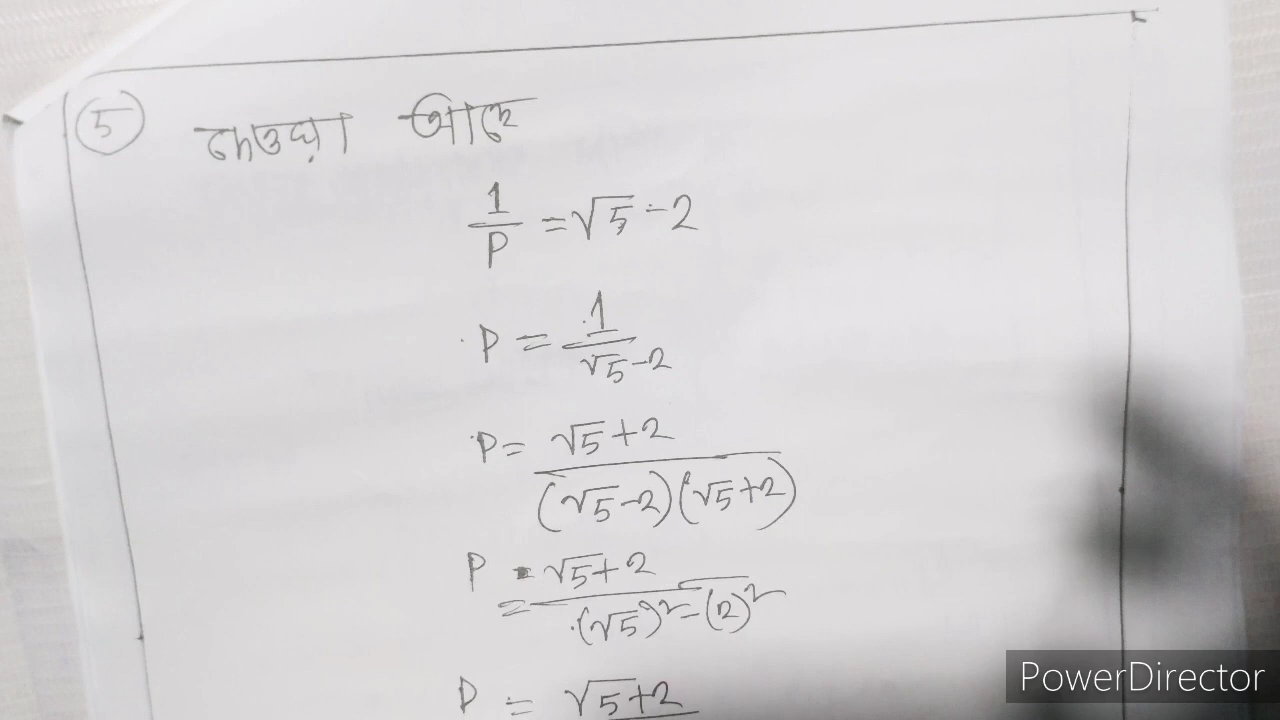 5 দেওয়া আছে
1/P = √5 - 2
P = 1/(√5 - 2)
P = (√5 + 2)/((√5 - 2)(√5 + 2))
P = (√5 + 2)/((√5)² - (2)²)
P = √5 + 2
PowerDirector